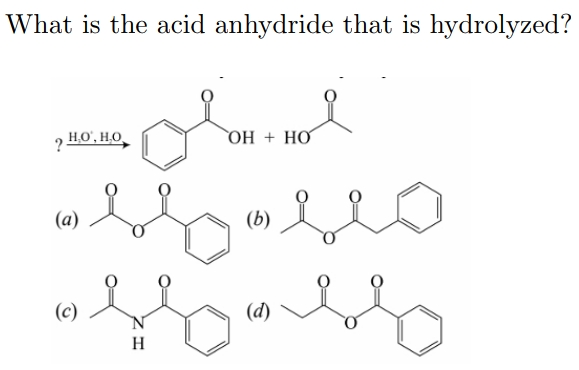 What is the acid anhydride that is hydrolyzed?
O O
? H₃O⁺, H₂O OH + HO
O O O O
(a) O (b) O
O O O O
(c) N H (d) O